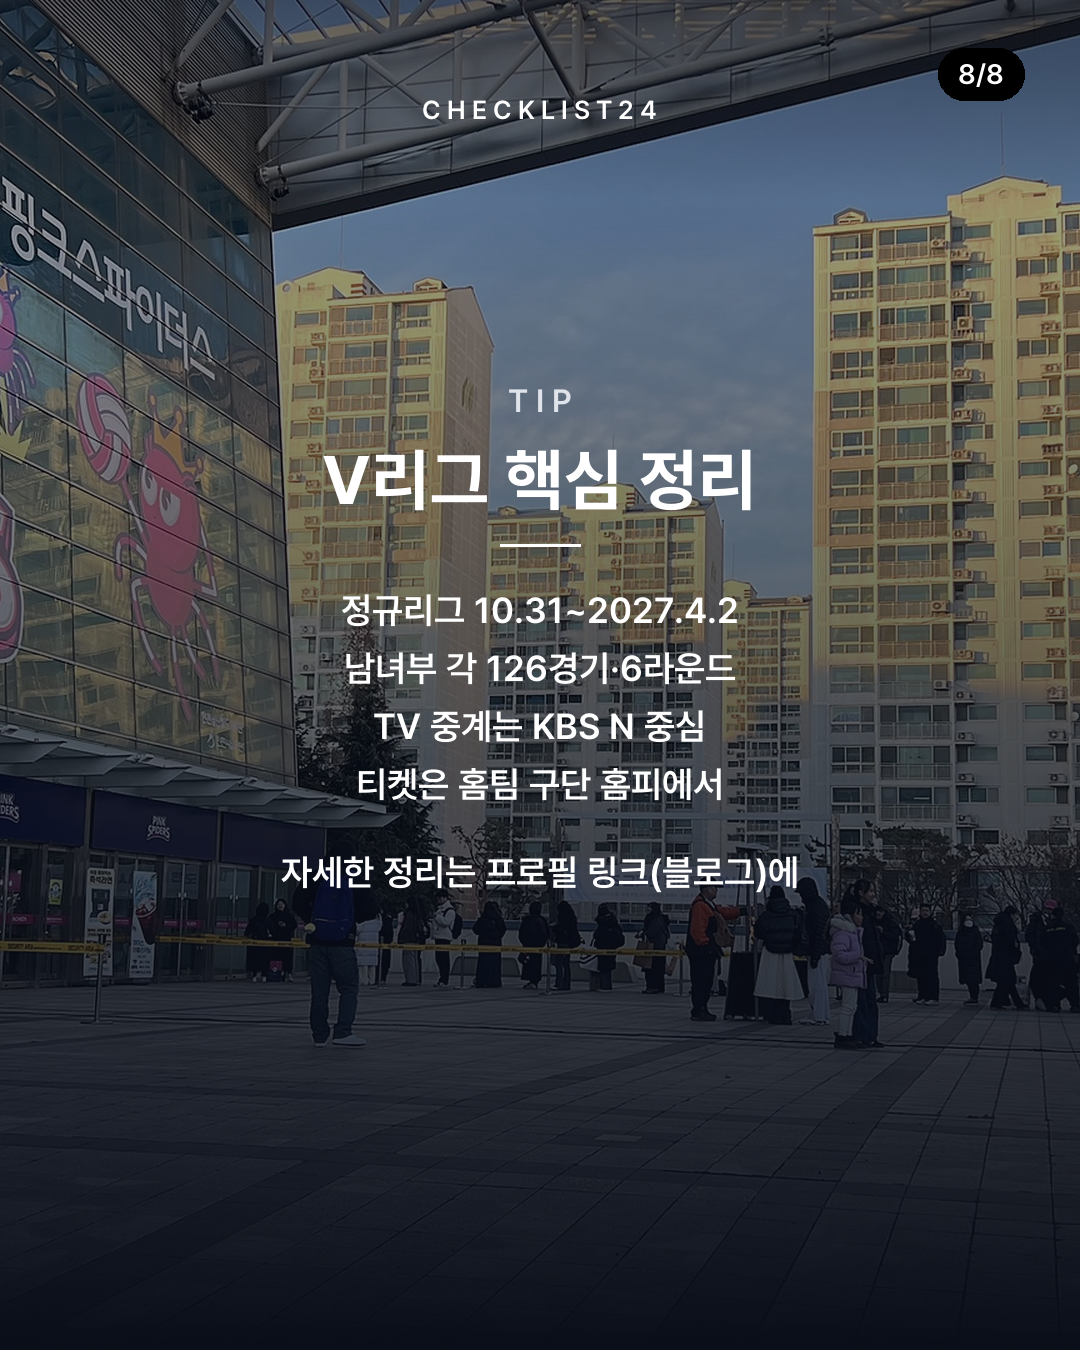 8/8
CHECKLIST24
핑크스파이더스
TIP
V리그 핵심 정리
정규리그 10.31~2027.4.2
남녀부 각 126경기·6라운드
TV 중계는 KBS N 중심
티켓은 홈팀 구단 홈피에서
자세한 정리는 프로필 링크(블로그)에
PINK
SPIDERS